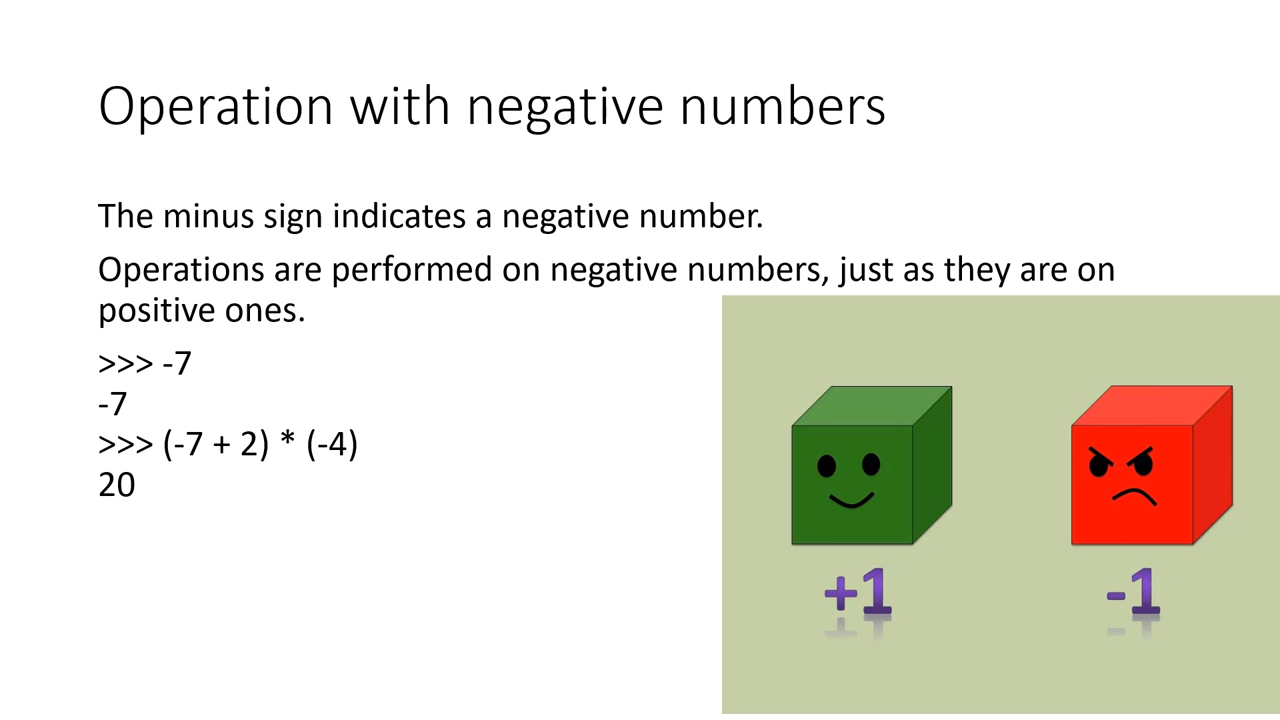 Operation with negative numbers
The minus sign indicates a negative number.
Operations are performed on negative numbers, just as they are on
positive ones.
>>> -7
-7
>>> (-7 + 2) * (-4)
20
+1
-1